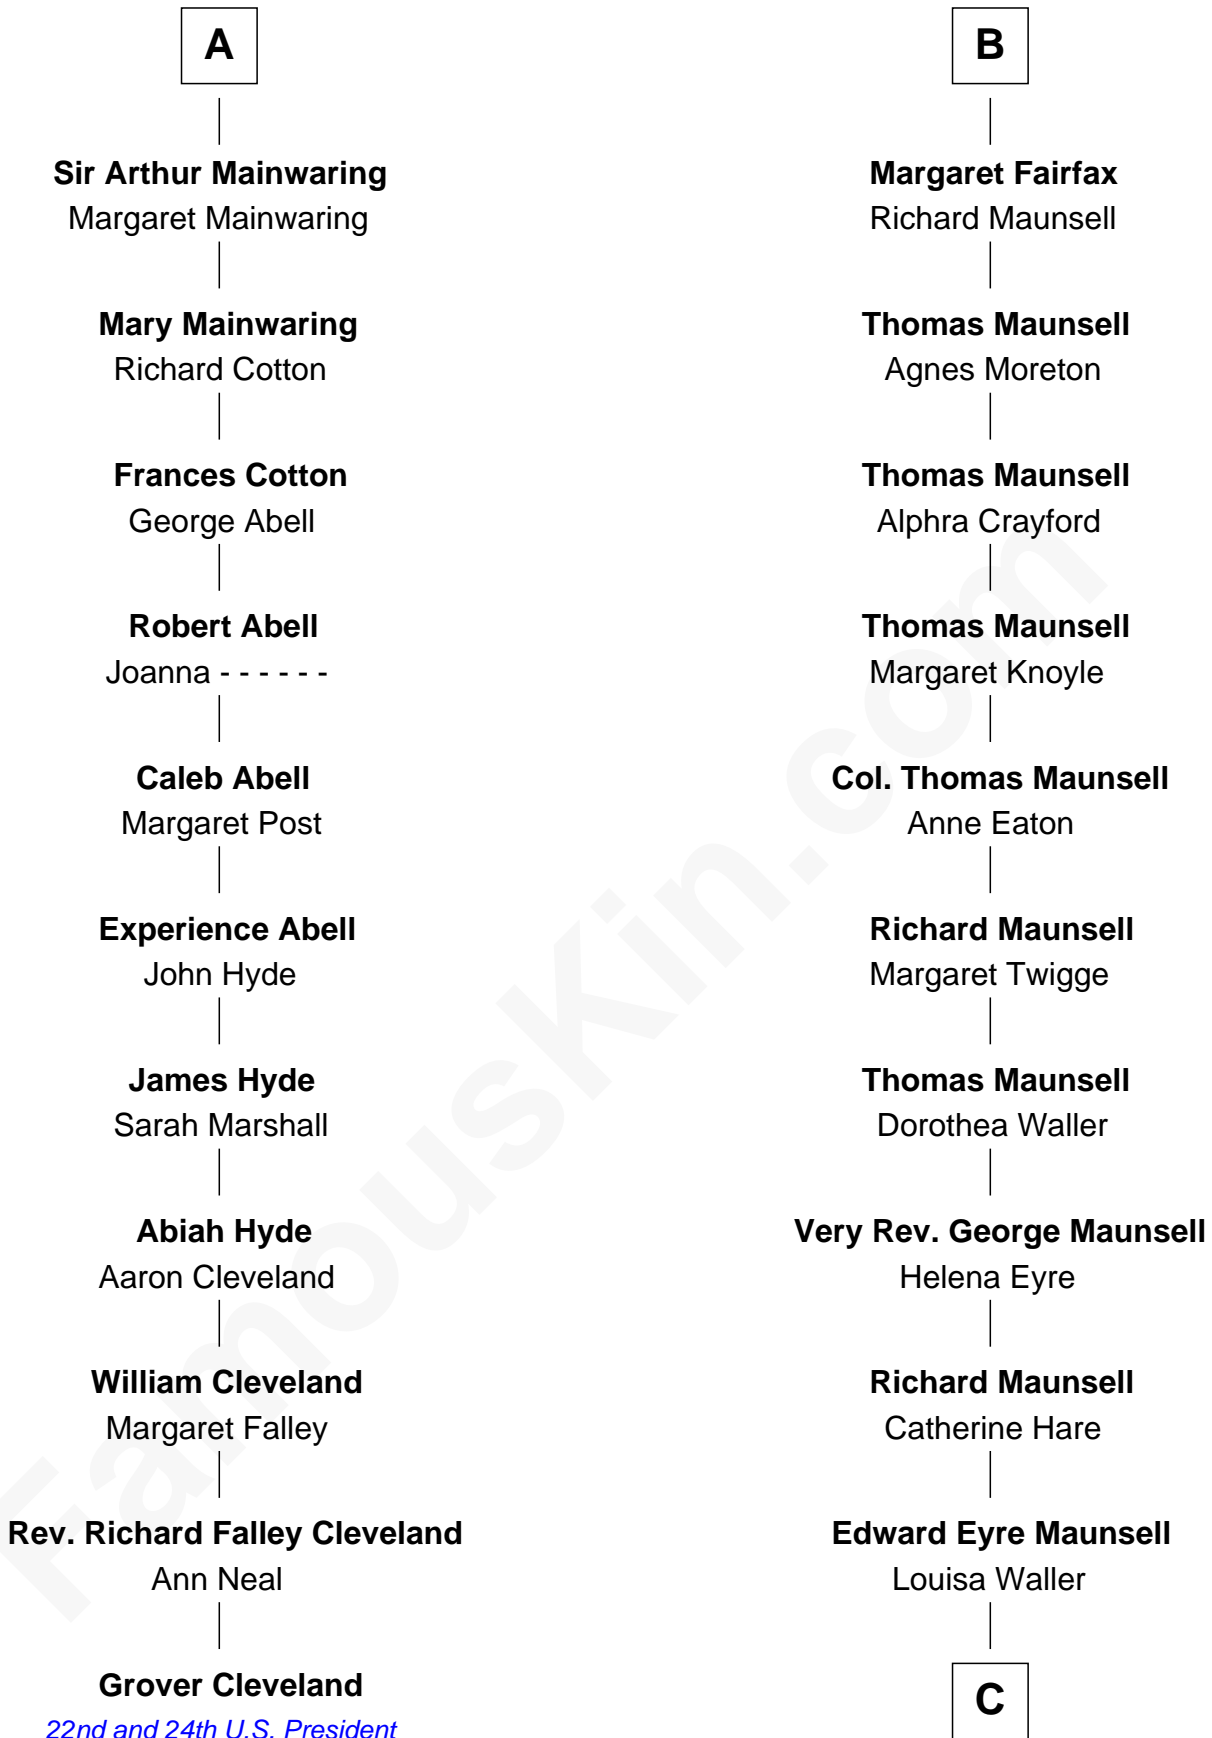 A
Sir Arthur Mainwaring
Margaret Mainwaring
Mary Mainwaring
Richard Cotton
Frances Cotton
George Abell
Robert Abell
Joanna - - - - - -
Caleb Abell
Margaret Post
Experience Abell
John Hyde
James Hyde
Sarah Marshall
Abiah Hyde
Aaron Cleveland
William Cleveland
Margaret Falley
Rev. Richard Falley Cleveland
Ann Neal
Grover Cleveland
22nd and 24th U.S. President
B
Margaret Fairfax
Richard Maunsell
Thomas Maunsell
Agnes Moreton
Thomas Maunsell
Alphra Crayford
Thomas Maunsell
Margaret Knoyle
Col. Thomas Maunsell
Anne Eaton
Richard Maunsell
Margaret Twigge
Thomas Maunsell
Dorothea Waller
Very Rev. George Maunsell
Helena Eyre
Richard Maunsell
Catherine Hare
Edward Eyre Maunsell
Louisa Waller
C
FamousKin.com